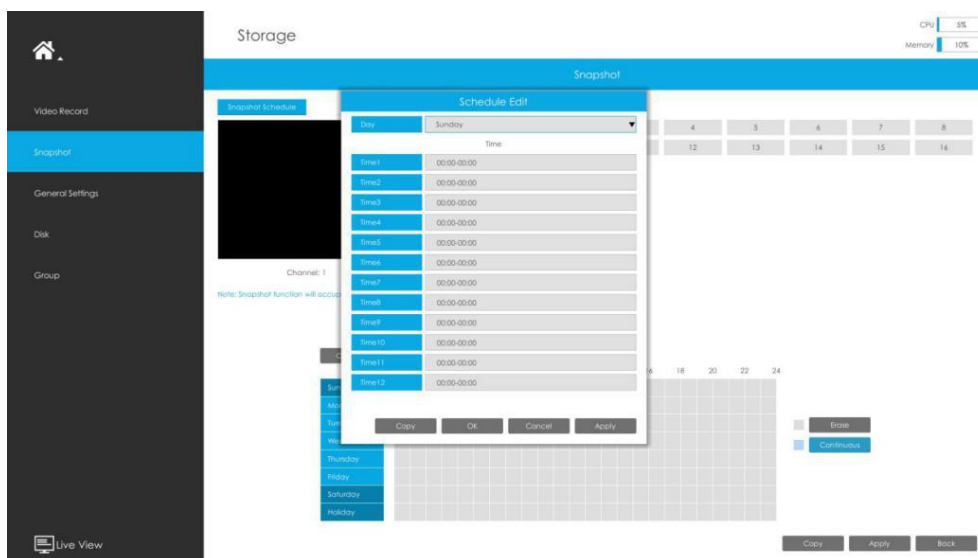 Storage
CPU 5%
Memory 10%
Snapshot
Video Record
Snapshot
General Settings
Disk
Group
Live View
Snapshot Schedule
4 5 6 7 8
12 13 14 15 16
Channel: 1
Note: Snapshot function will occup
Schedule Edit
Day Sunday
Time
Time1 00:00-00:00
Time2 00:00-00:00
Time3 00:00-00:00
Time4 00:00-00:00
Time5 00:00-00:00
Time6 00:00-00:00
Time7 00:00-00:00
Time8 00:00-00:00
Time9 00:00-00:00
Time10 00:00-00:00
Time11 00:00-00:00
Time12 00:00-00:00
Copy OK Cancel Apply
18 20 22 24
Sun
Mo
Tue
We
Thursday
Friday
Saturday
Holiday
Erase
Continuous
Copy Apply Back